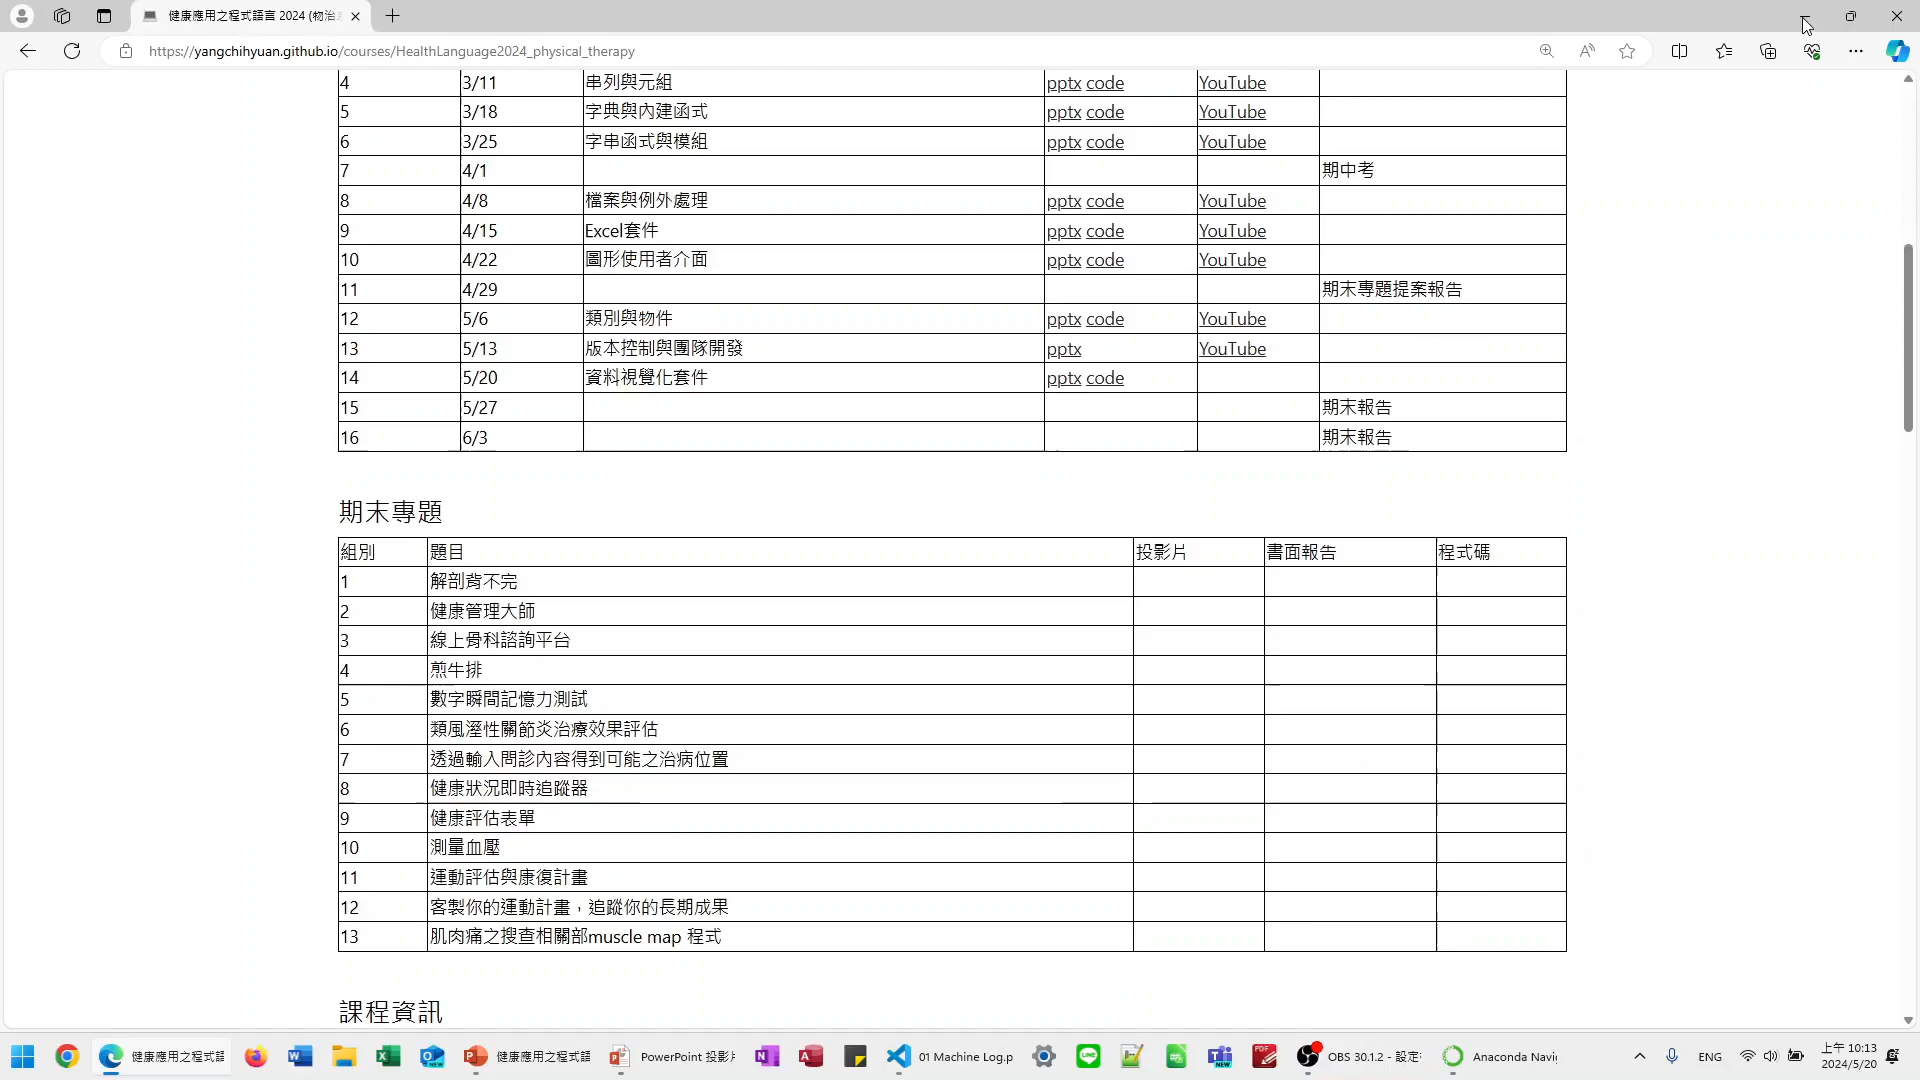 健康應用之程式語言 2024 (物治
https://yangchihyuan.github.io/courses/HealthLanguage2024_physical_therapy
4 3/11 串列與元組 pptx code YouTube
5 3/18 字典與內建函式 pptx code YouTube
6 3/25 字串函式與模組 pptx code YouTube
7 4/1 期中考
8 4/8 檔案與例外處理 pptx code YouTube
9 4/15 Excel套件 pptx code YouTube
10 4/22 圖形使用者介面 pptx code YouTube
11 4/29 期末專題提案報告
12 5/6 類別與物件 pptx code YouTube
13 5/13 版本控制與團隊開發 pptx YouTube
14 5/20 資料視覺化套件 pptx code
15 5/27 期末報告
16 6/3 期末報告
期末專題
組別 題目 投影片 書面報告 程式碼
1 解剖背不完
2 健康管理大師
3 線上骨科諮詢平台
4 煎牛排
5 數字瞬間記憶力測試
6 類風溼性關節炎治療效果評估
7 透過輸入問診內容得到可能之治病位置
8 健康狀況即時追蹤器
9 健康評估表單
10 測量血壓
11 運動評估與康復計畫
12 客製你的運動計畫，追蹤你的長期成果
13 肌肉痛之搜查相關部muscle map 程式
課程資訊
健康應用之程式語 健康應用之程式語 PowerPoint 投影片 01 Machine Log.p OBS 30.1.2 - 設定 Anaconda Navig ENG 上午 10:13
2024/5/20